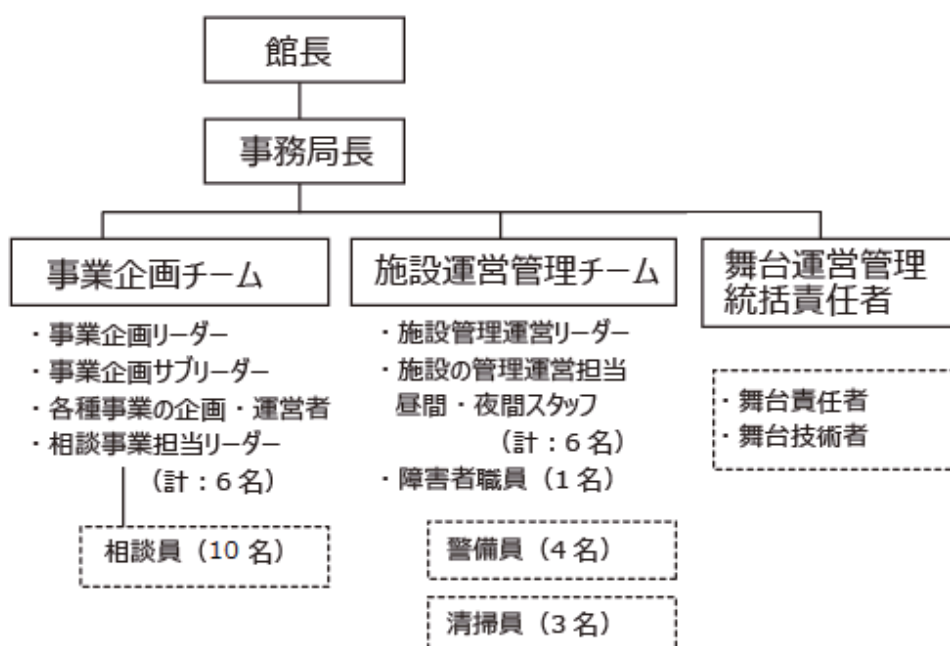 館長
事務局長
事業企画チーム
・事業企画リーダー
・事業企画サブリーダー
・各種事業の企画・運営者
・相談事業担当リーダー
（計：6 名）
相談員（10 名）
施設運営管理チーム
・施設管理運営リーダー
・施設の管理運営担当
昼間・夜間スタッフ
（計：6 名）
・障害者職員（1 名）
警備員（4 名）
清掃員（3 名）
舞台運営管理
統括責任者
・舞台責任者
・舞台技術者